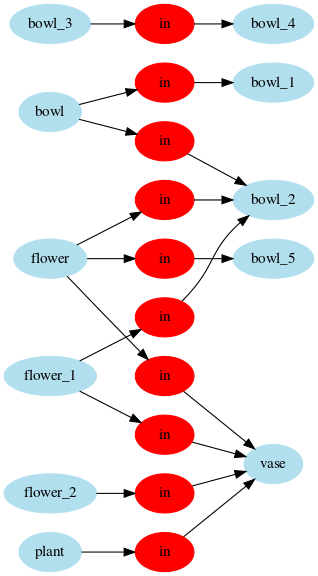 bowl_3 in bowl_4
in bowl_1
bowl
in
in bowl_2
flower in bowl_5
in
flower_1 in
in
vase
flower_2 in
plant in